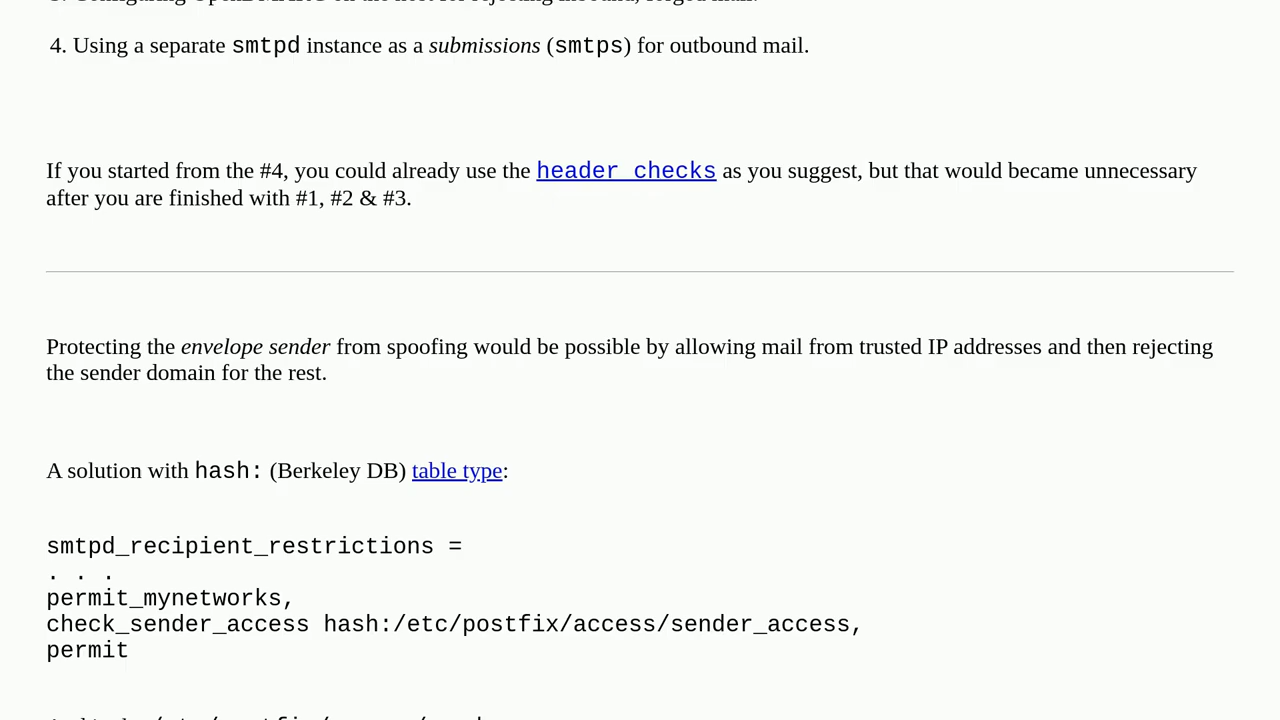 4. Using a separate smtpd instance as a submissions (smtps) for outbound mail.
If you started from the #4, you could already use the header_checks as you suggest, but that would became unnecessary
after you are finished with #1, #2 & #3.
Protecting the envelope sender from spoofing would be possible by allowing mail from trusted IP addresses and then rejecting
the sender domain for the rest.
A solution with hash: (Berkeley DB) table type:
smtpd_recipient_restrictions =
. . .
permit_mynetworks,
check_sender_access hash:/etc/postfix/access/sender_access,
permit